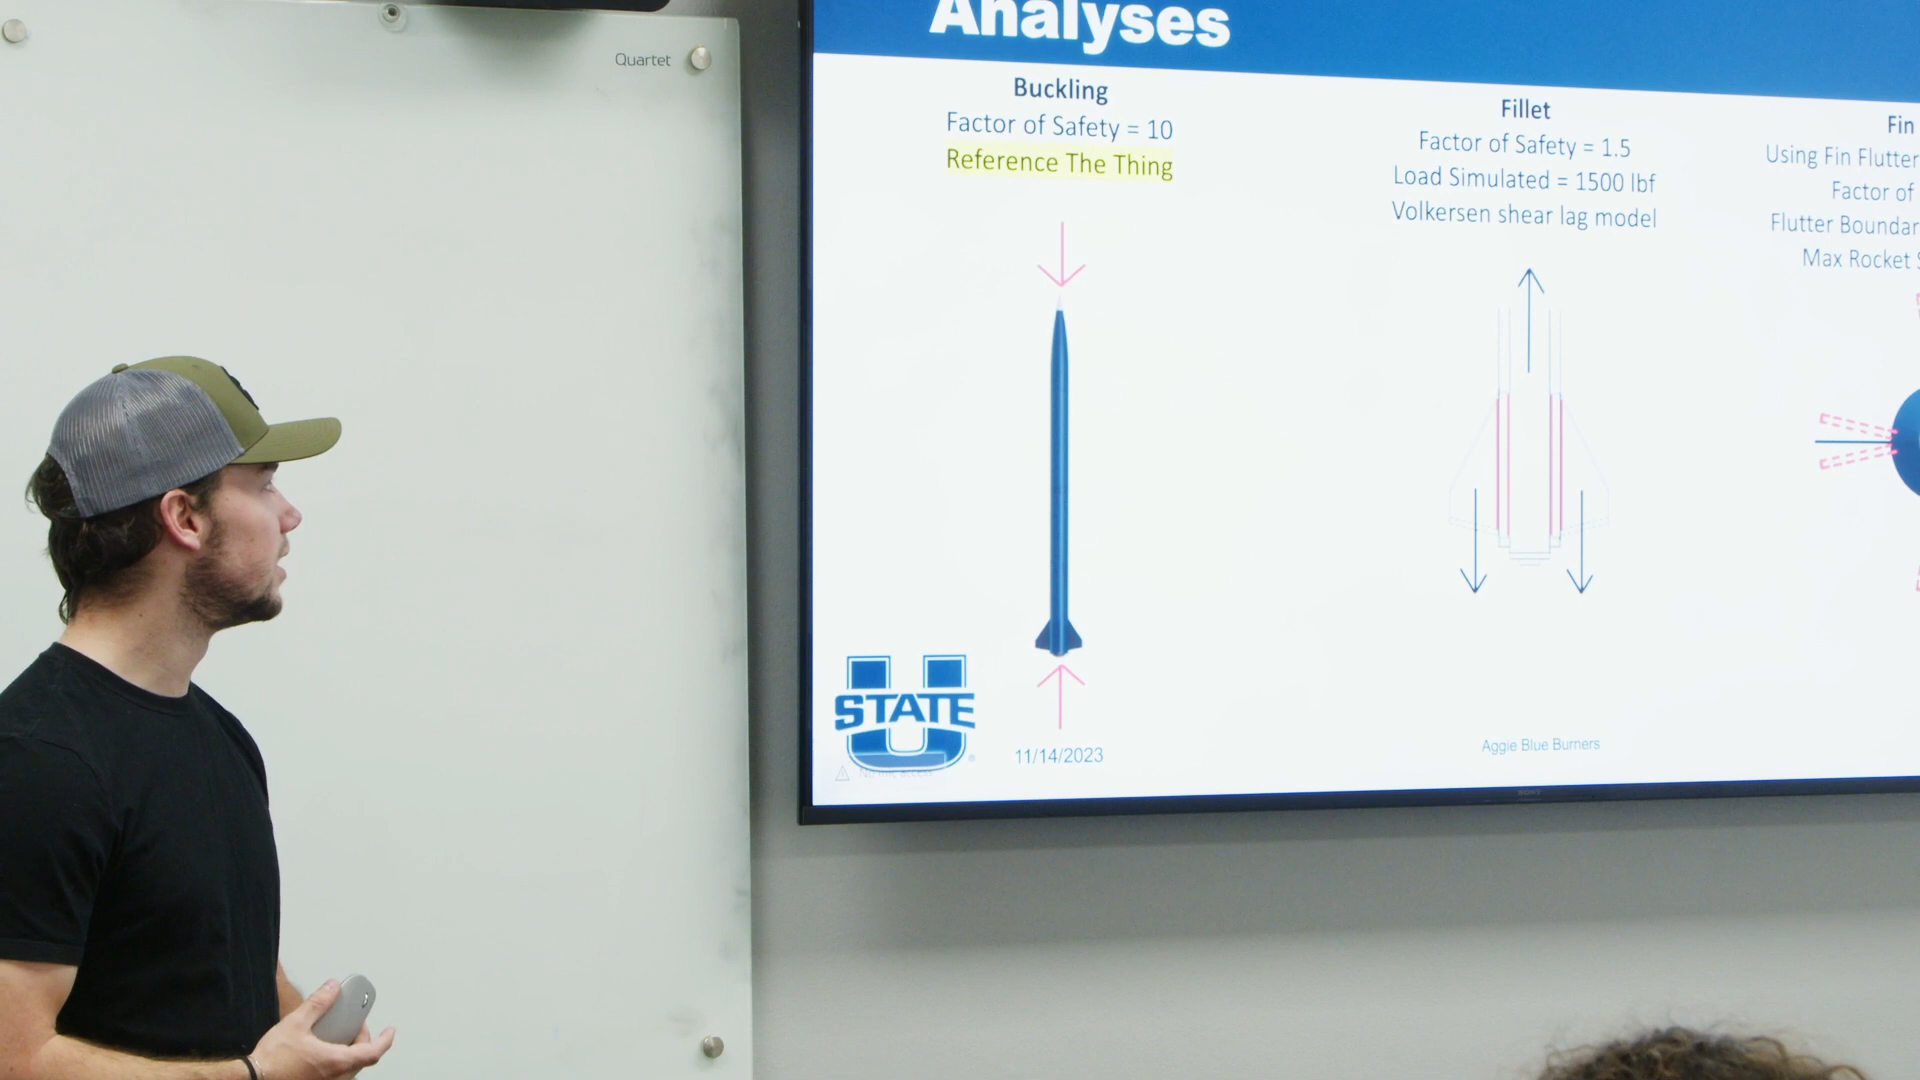 Quartet
Analyses
Buckling
Factor of Safety = 10
Reference The Thing
Fillet
Factor of Safety = 1.5
Load Simulated = 1500 lbf
Volkersen shear lag model
Fin
Using Fin Flutter
Factor of
Flutter Boundar
Max Rocket S
U
STATE
11/14/2023
Aggie Blue Burners
SONY